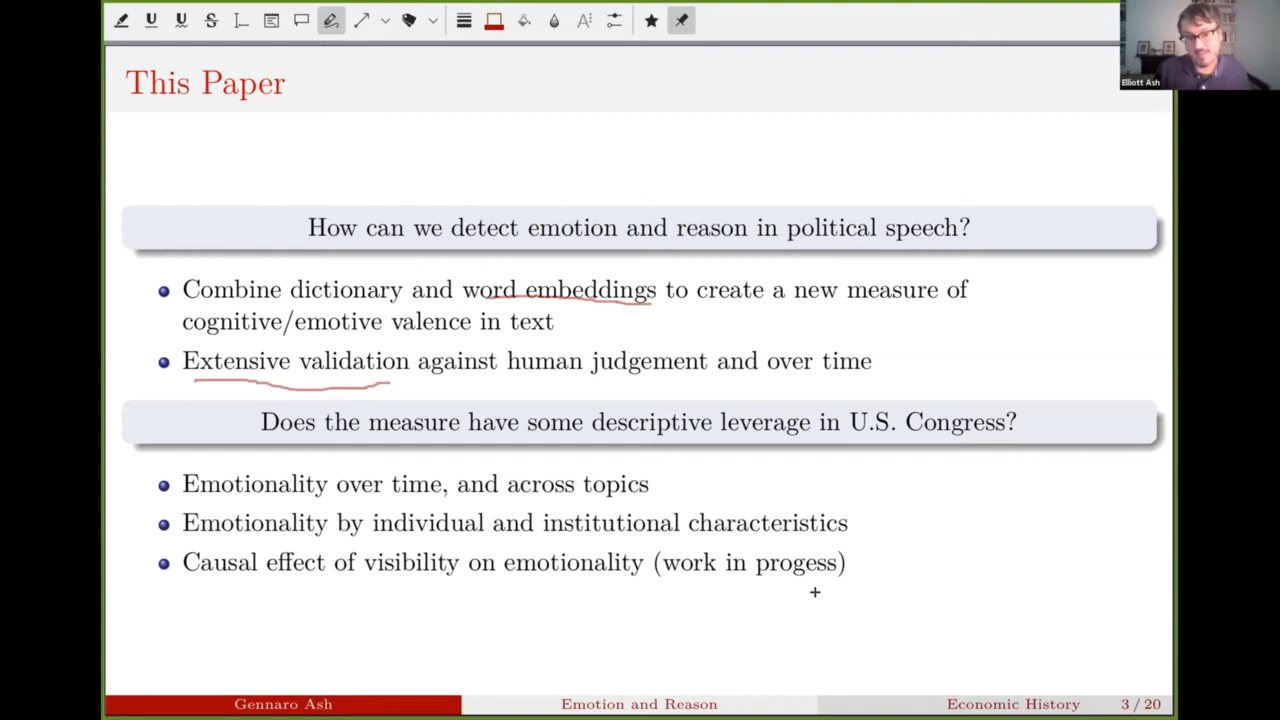 Elliott Ash
This Paper
How can we detect emotion and reason in political speech?
Combine dictionary and word embeddings to create a new measure of
cognitive/emotive valence in text
Extensive validation against human judgement and over time
Does the measure have some descriptive leverage in U.S. Congress?
Emotionality over time, and across topics
Emotionality by individual and institutional characteristics
Causal effect of visibility on emotionality (work in progess)
Gennaro Ash Emotion and Reason Economic History 3 / 20